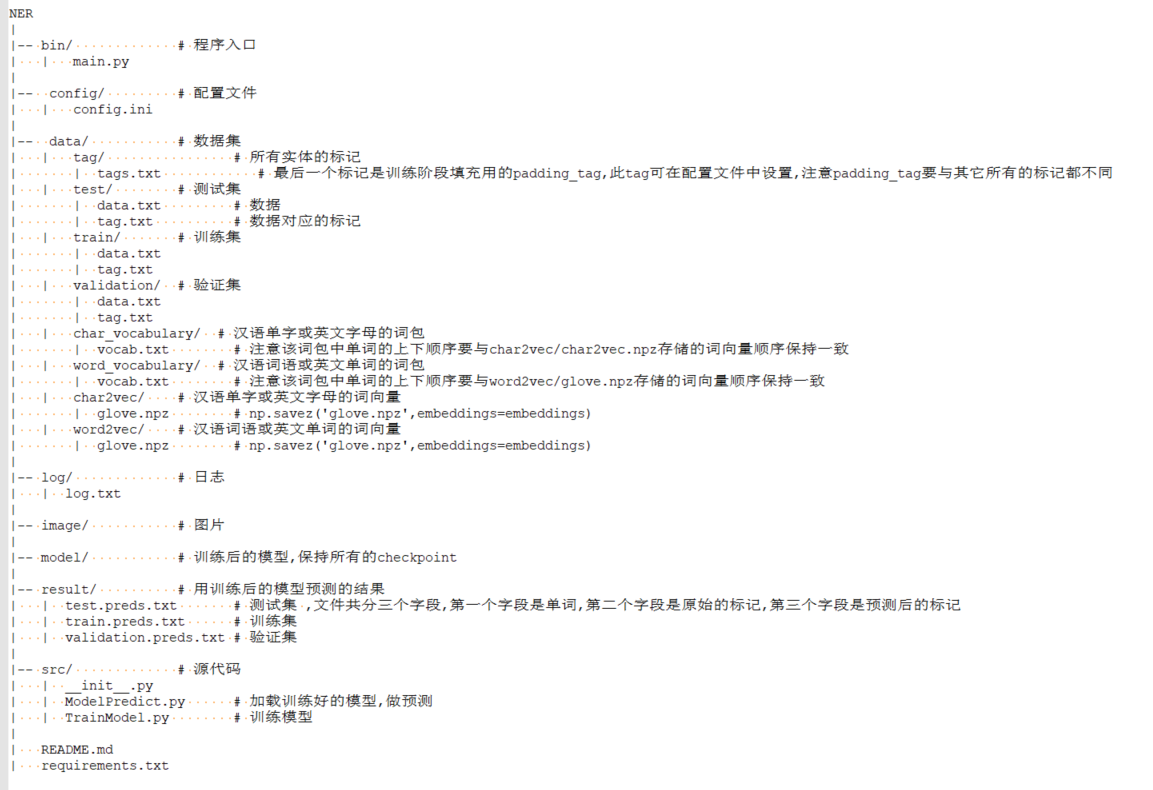 NER
|
|-- bin/ # 程序入口
| | main.py
|
|-- config/ # 配置文件
| | config.ini
|
|-- data/ # 数据集
| | tag/ # 所有实体的标记
| | tags.txt # 最后一个标记是训练阶段填充用的padding_tag,此tag可在配置文件中设置,注意padding_tag要与其它所有的标记都不同
| | test/ # 测试集
| | data.txt # 数据
| | tag.txt # 数据对应的标记
| | train/ # 训练集
| | data.txt
| | tag.txt
| | validation/ # 验证集
| | data.txt
| | tag.txt
| | char_vocabulary/ # 汉语单字或英文字母的词包
| | vocab.txt # 注意该词包中单词的上下顺序要与char2vec/char2vec.npz存储的词向量顺序保持一致
| | word_vocabulary/ # 汉语词语或英文单词的词包
| | vocab.txt # 注意该词包中单词的上下顺序要与word2vec/glove.npz存储的词向量顺序保持一致
| | char2vec/ # 汉语单字或英文字母的词向量
| | glove.npz # np.savez('glove.npz',embeddings=embeddings)
| | word2vec/ # 汉语词语或英文单词的词向量
| | glove.npz # np.savez('glove.npz',embeddings=embeddings)
|
|-- log/ # 日志
| | log.txt
|
|-- image/ # 图片
|
|-- model/ # 训练后的模型,保持所有的checkpoint
|
|-- result/ # 用训练后的模型预测的结果
| | test.preds.txt # 测试集 ,文件共分三个字段,第一个字段是单词,第二个字段是原始的标记,第三个字段是预测后的标记
| | train.preds.txt # 训练集
| | validation.preds.txt # 验证集
|
|-- src/ # 源代码
| | __init__.py
| | ModelPredict.py # 加载训练好的模型,做预测
| | TrainModel.py # 训练模型
|
| README.md
| requirements.txt